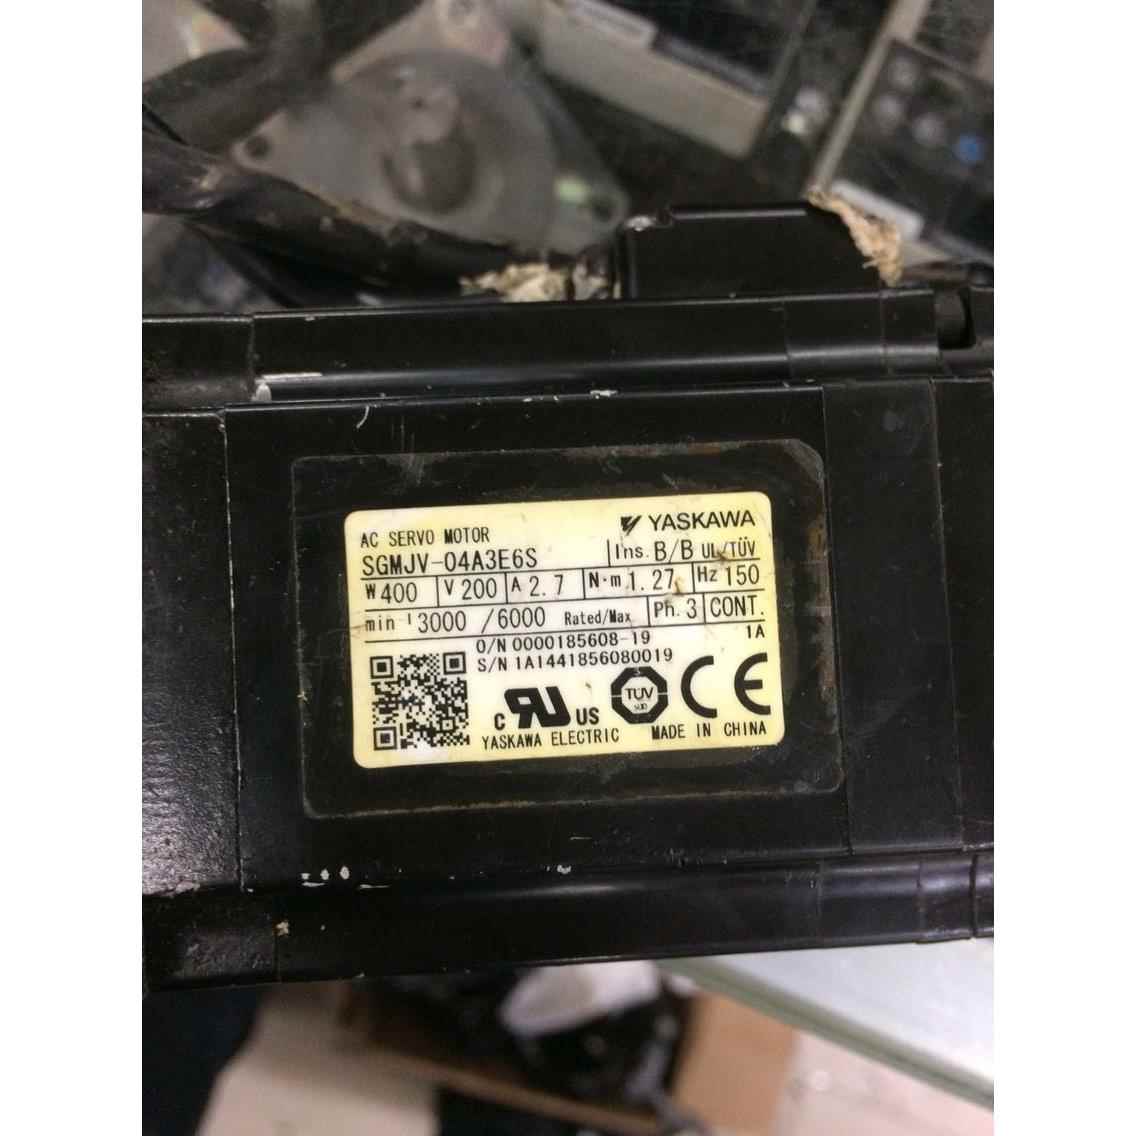 YASKAWA
AC SERVO MOTOR
SGMJV-04A3E6S Ins. B/B UL/TÜV
W 400 V 200 A 2.7 N·m 1.27 Hz 150
min⁻¹ 3000 /6000 Rated/Max Ph. 3 CONT.
O/N 0000185608-19 1A
S/N 1A1441856080019
C RU US TÜV SÜD CE
YASKAWA ELECTRIC MADE IN CHINA